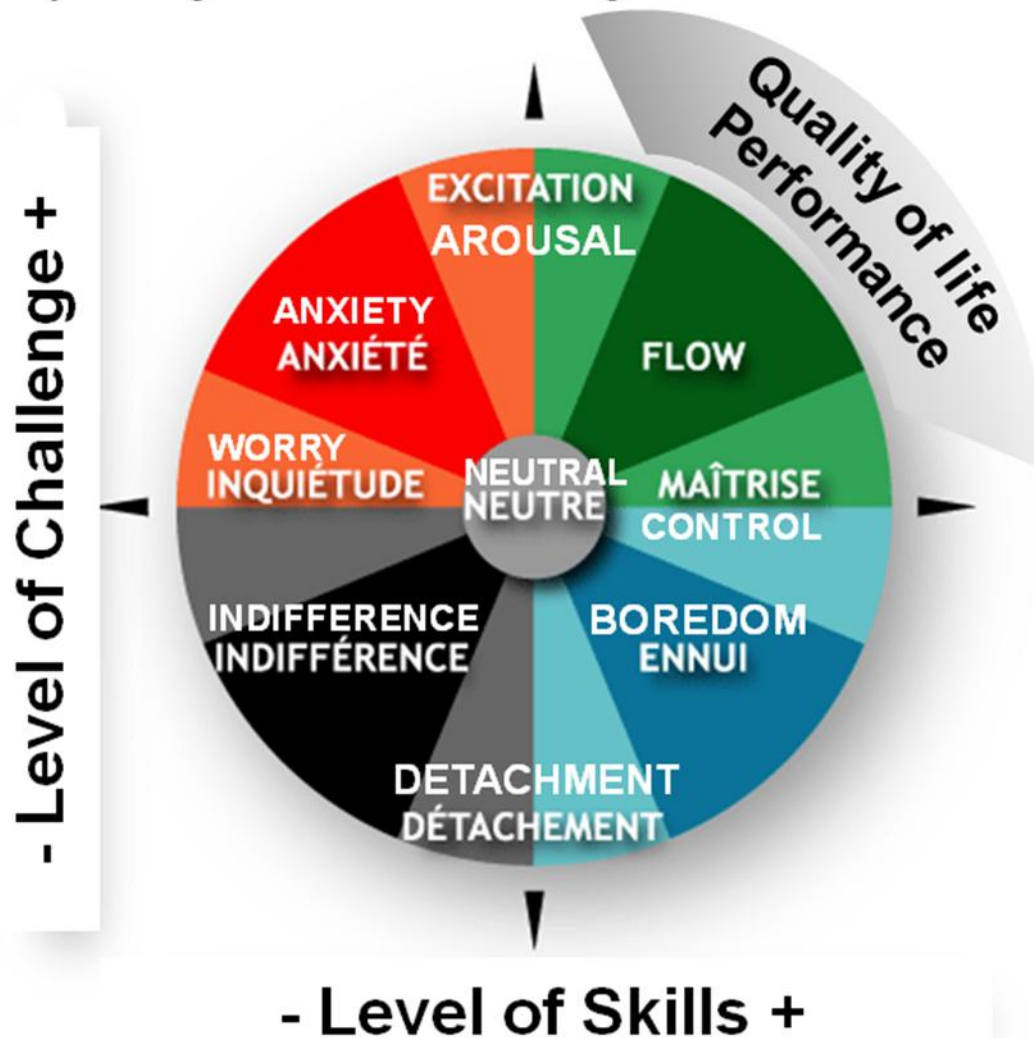 Quality of life
Performance
EXCITATION
AROUSAL
ANXIETY
ANXIÉTÉ
FLOW
WORRY
INQUIÉTUDE
NEUTRAL
NEUTRE
MAÎTRISE
CONTROL
INDIFFERENCE
INDIFFÉRENCE
BOREDOM
ENNUI
DETACHMENT
DÉTACHEMENT
- Level of Challenge +
- Level of Skills +